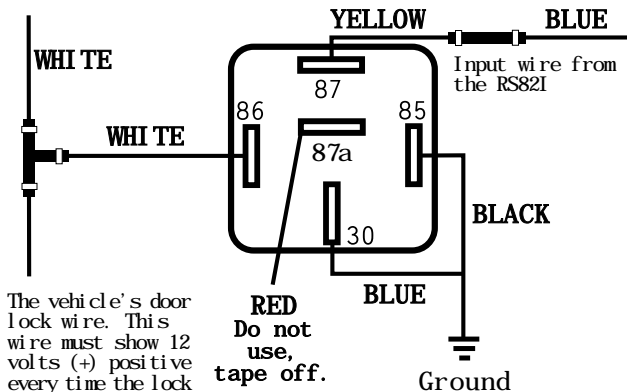 YELLOW
BLUE
WHITE
Input wire from
the RS82I
87
86
85
WHITE
87a
BLACK
30
BLUE
The vehicle's door
lock wire. This
wire must show 12
volts (+) positive
every time the lock
RED
Do not
use,
tape off.
Ground